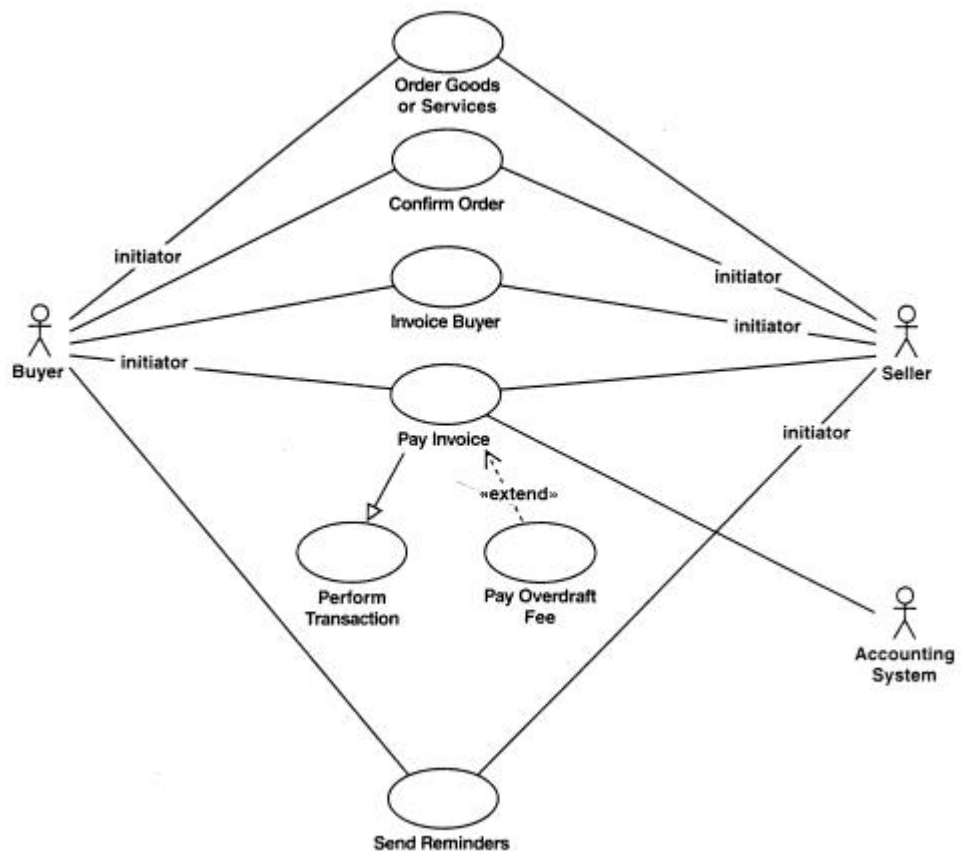 Order Goods
or Services
Confirm Order
initiator
initiator
Invoice Buyer
initiator
Buyer
initiator
Seller
Pay Invoice
initiator
«extend»
Perform
Transaction
Pay Overdraft
Fee
Accounting
System
Send Reminders